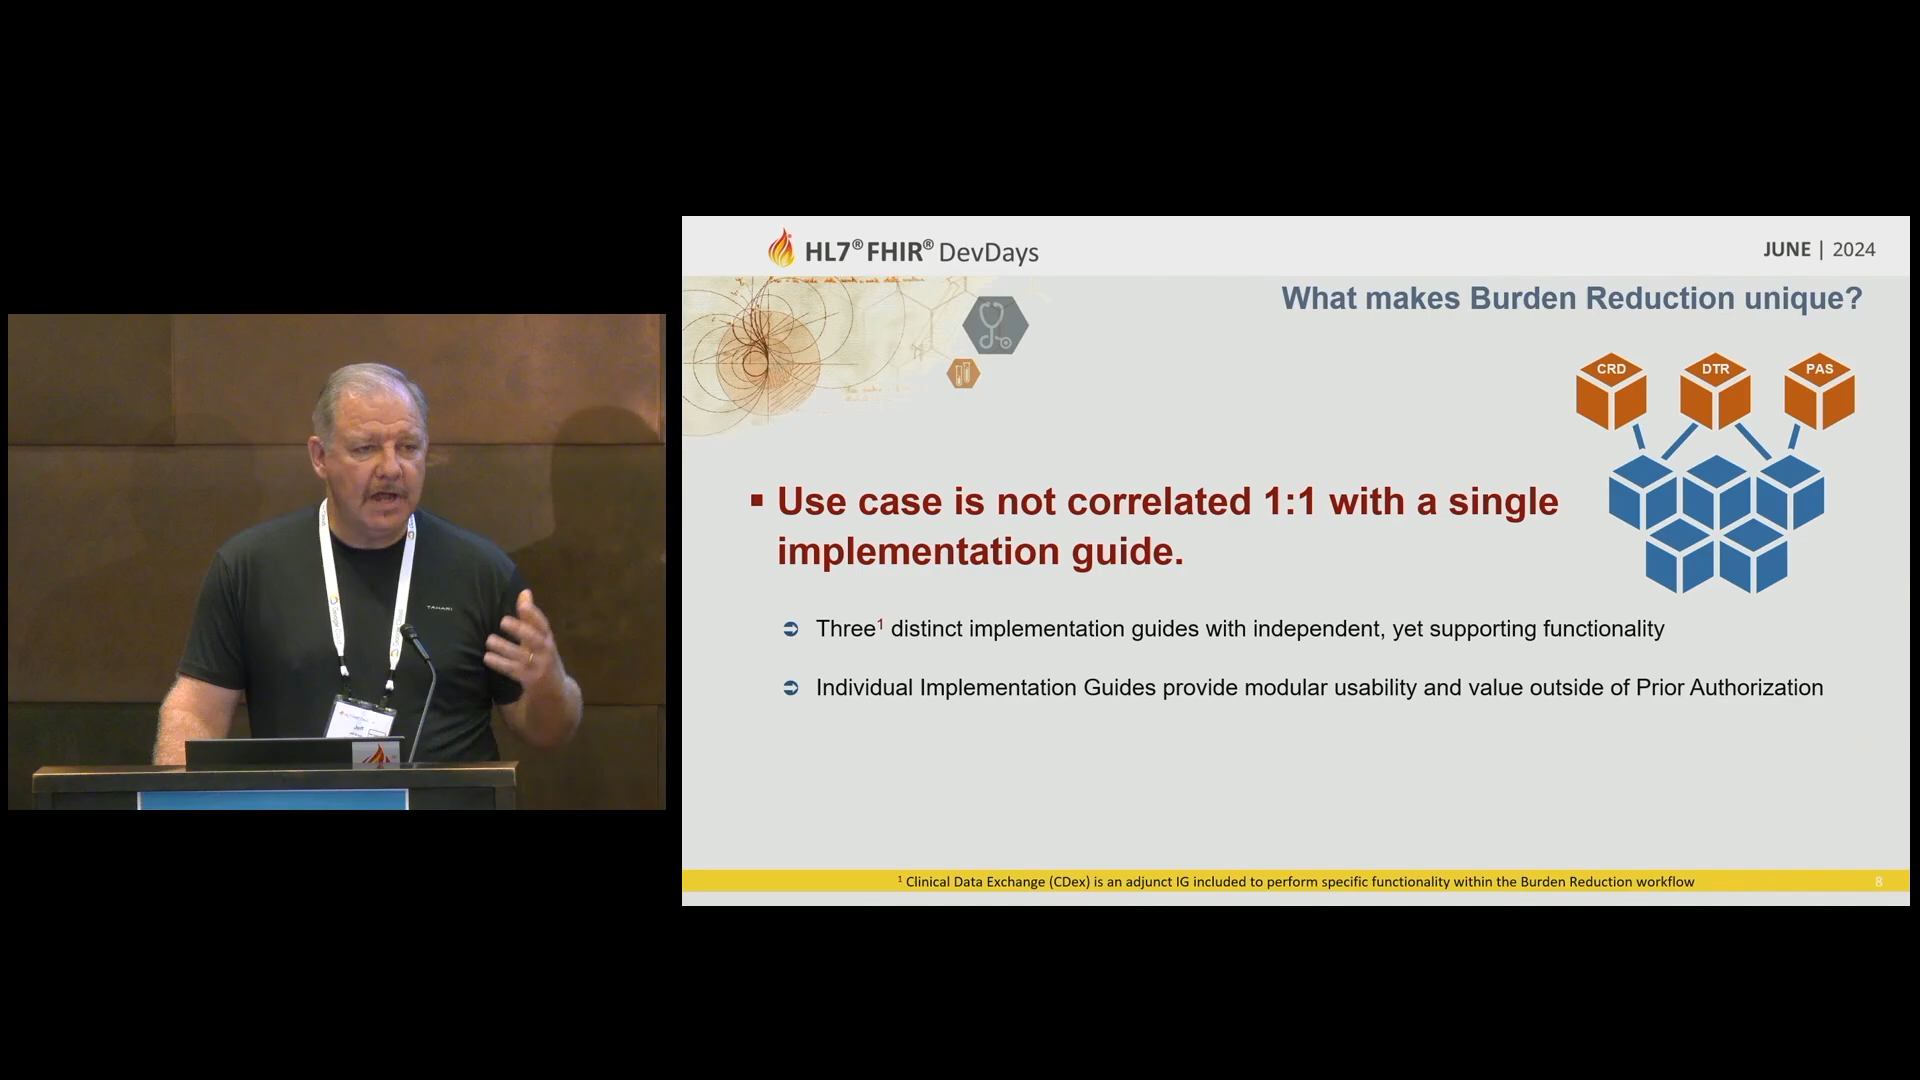 HL7® FHIR® DevDays
JUNE | 2024
What makes Burden Reduction unique?
CRD
DTR
PAS
▪ Use case is not correlated 1:1 with a single
implementation guide.
Three¹ distinct implementation guides with independent, yet supporting functionality
Individual Implementation Guides provide modular usability and value outside of Prior Authorization
¹ Clinical Data Exchange (CDex) is an adjunct IG included to perform specific functionality within the Burden Reduction workflow
8
TAHARI